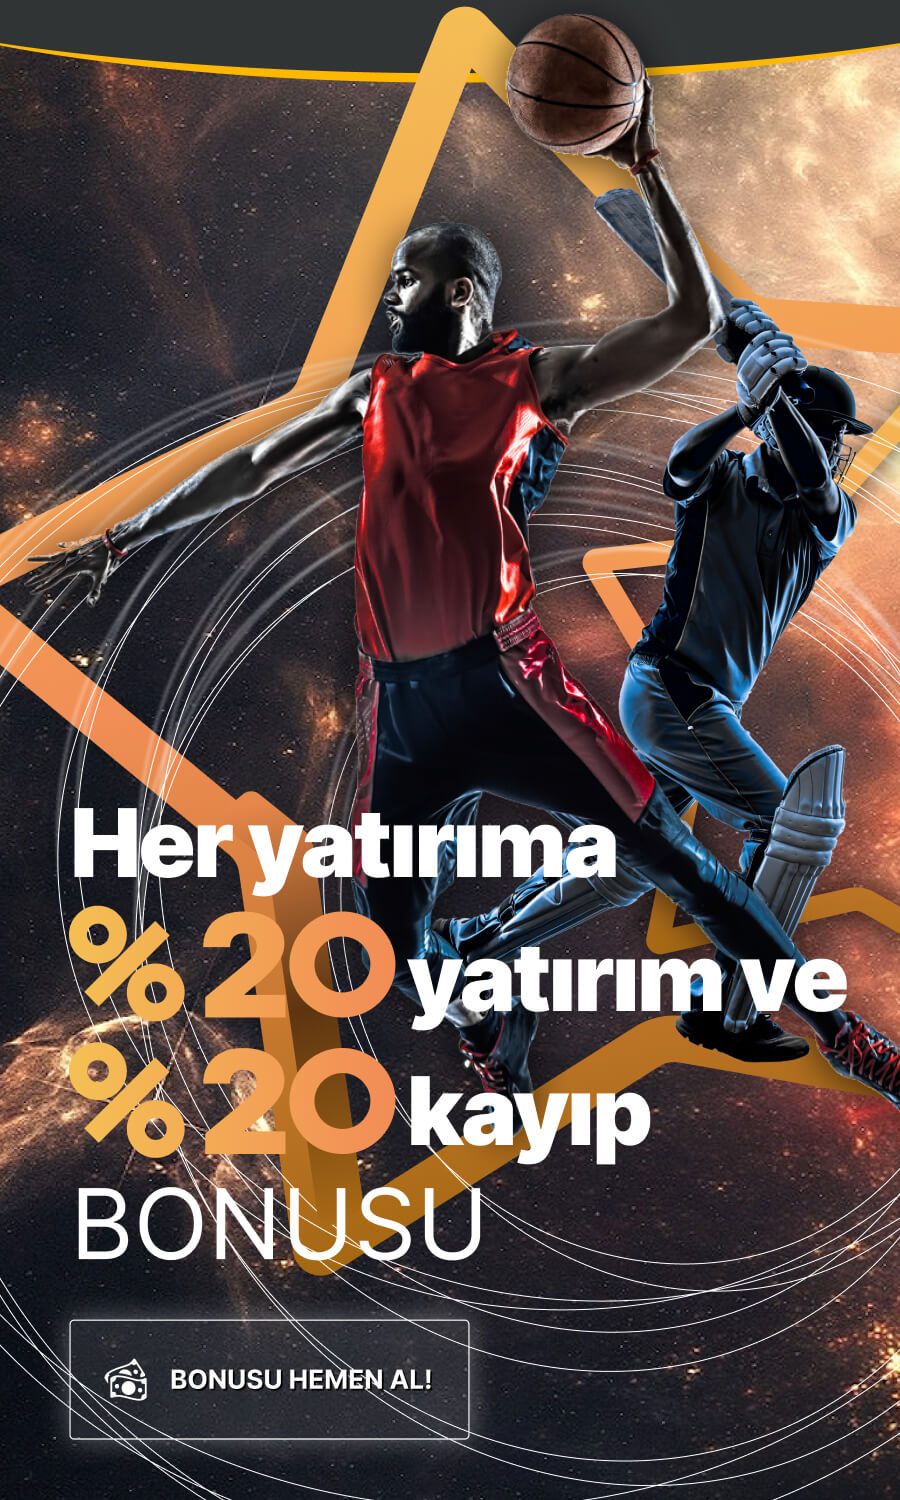 Her yatırıma
%20 yatırım ve
%20 kayıp
BONUSU
BONUSU HEMEN AL!